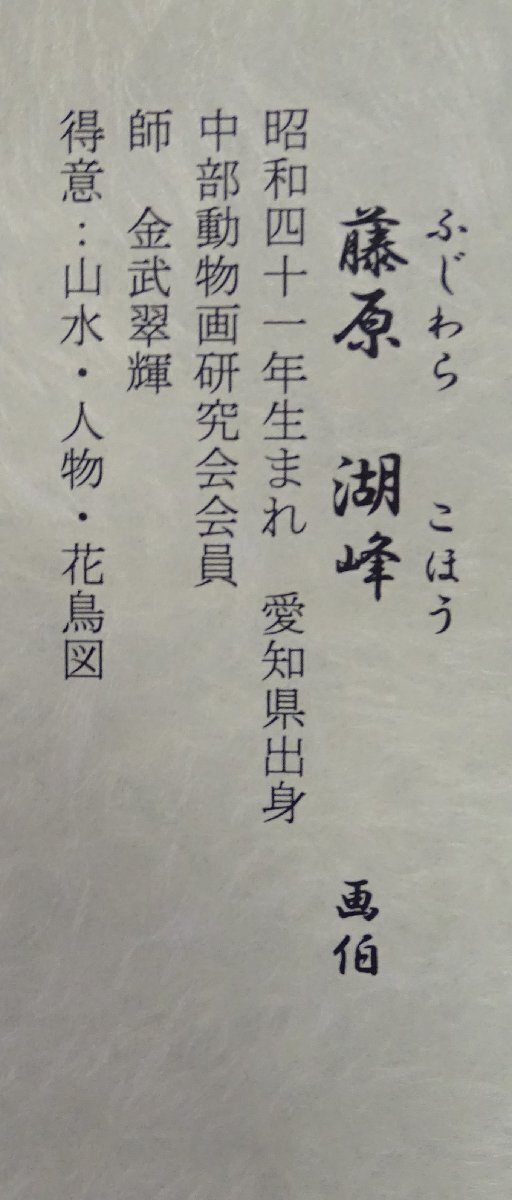 ふじわら こほう
藤原 湖峰 画伯
昭和四十一年生まれ 愛知県出身
中部動物画研究会会員
師 金武翠輝
得意：山水・人物・花鳥図